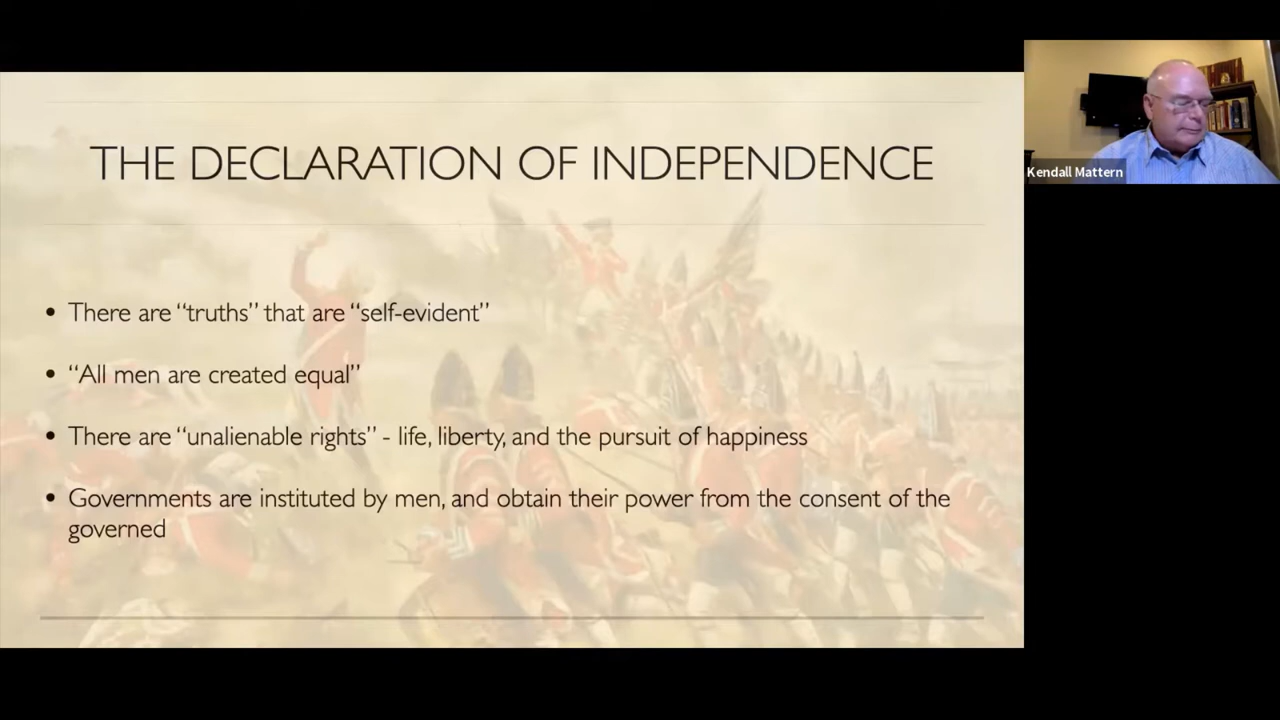 THE DECLARATION OF INDEPENDENCE
• There are “truths” that are “self-evident”
• “All men are created equal”
• There are “unalienable rights” - life, liberty, and the pursuit of happiness
• Governments are instituted by men, and obtain their power from the consent of the
governed
Kendall Mattern